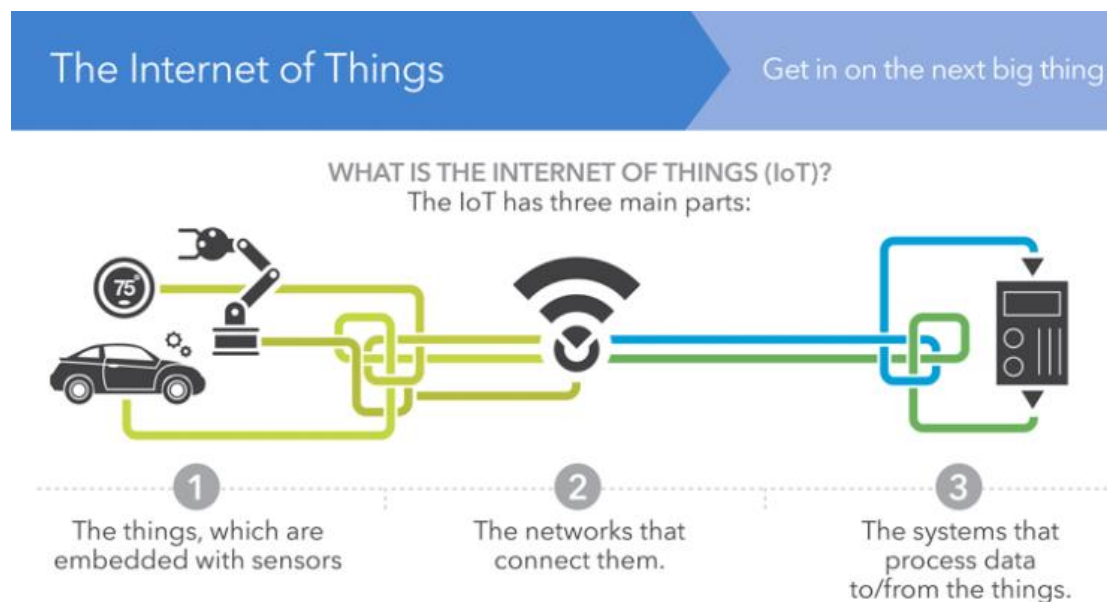 The Internet of Things
Get in on the next big thing
WHAT IS THE INTERNET OF THINGS (IoT)?
The IoT has three main parts:
75°
1
The things, which are
embedded with sensors
2
The networks that
connect them.
3
The systems that
process data
to/from the things.